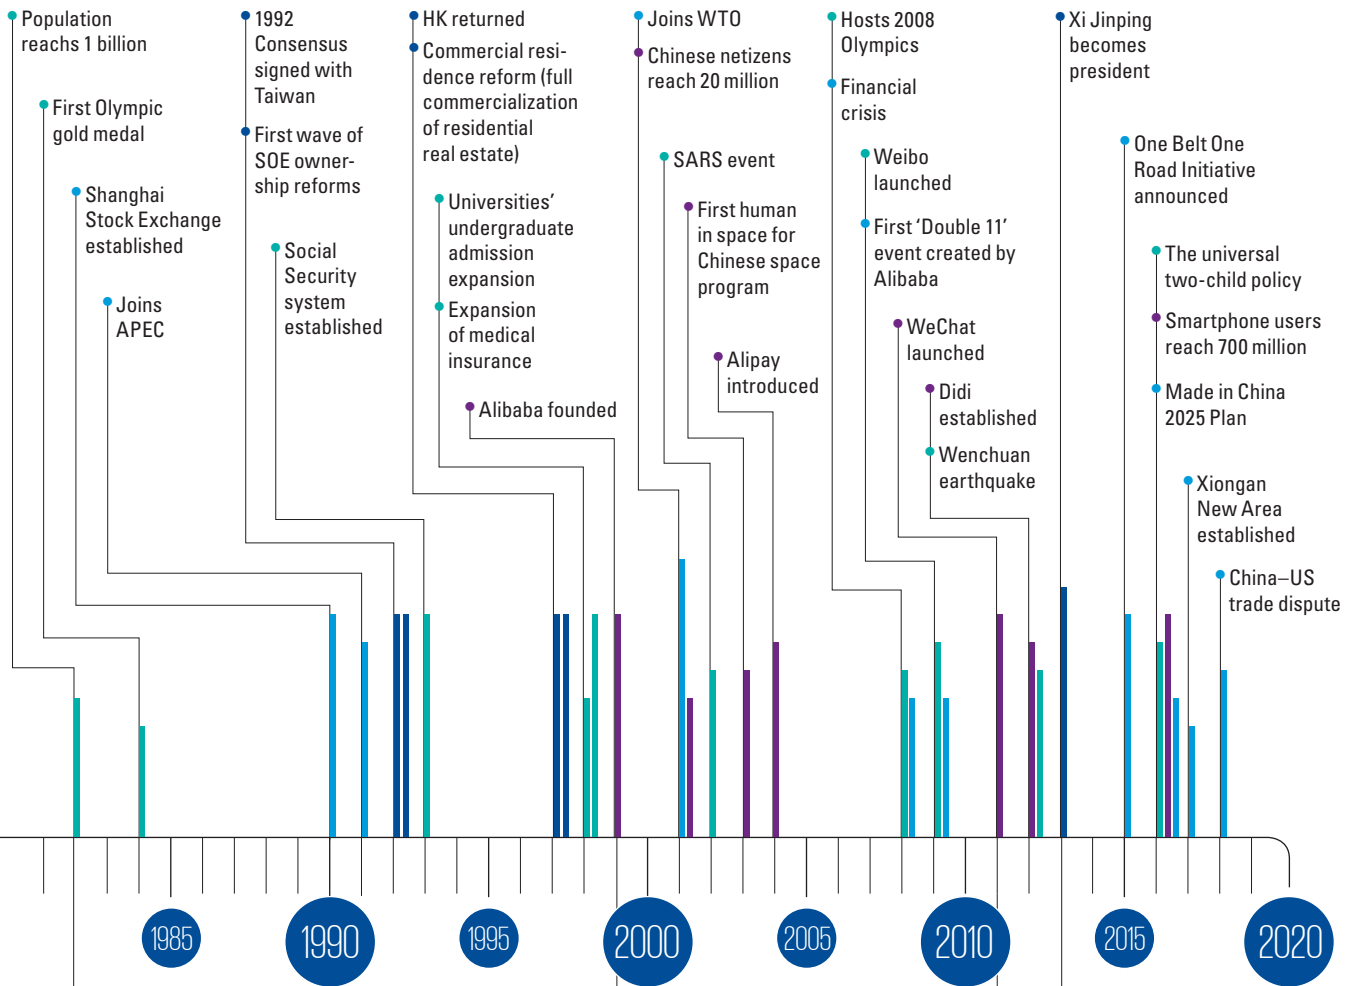 Population
reachs 1 billion
First Olympic
gold medal
Shanghai
Stock Exchange
established
Joins
APEC
1992
Consensus
signed with
Taiwan
First wave of
SOE owner-
ship reforms
Social
Security
system
established
HK returned
Commercial resi-
dence reform (full
commercialization
of residential
real estate)
Universities’
undergraduate
admission
expansion
Expansion
of medical
insurance
Alibaba founded
Joins WTO
Chinese netizens
reach 20 million
SARS event
First human
in space for
Chinese space
program
Alipay
introduced
Hosts 2008
Olympics
Financial
crisis
Weibo
launched
First ‘Double 11’
event created by
Alibaba
WeChat
launched
Didi
established
Wenchuan
earthquake
Xi Jinping
becomes
president
One Belt One
Road Initiative
announced
The universal
two-child policy
Smartphone users
reach 700 million
Made in China
2025 Plan
Xiongan
New Area
established
China–US
trade dispute
1985
1990
1995
2000
2005
2010
2015
2020